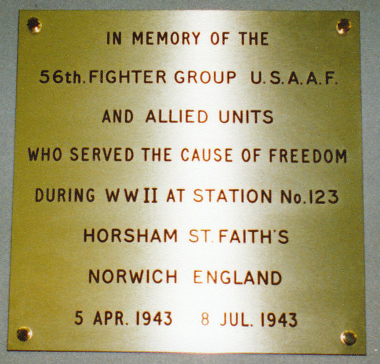 IN MEMORY OF THE
56th. FIGHTER GROUP U.S.A.A.F.
AND ALLIED UNITS
WHO SERVED THE CAUSE OF FREEDOM
DURING WWII AT STATION No.123
HORSHAM ST. FAITH'S
NORWICH ENGLAND
5 APR. 1943 8 JUL. 1943